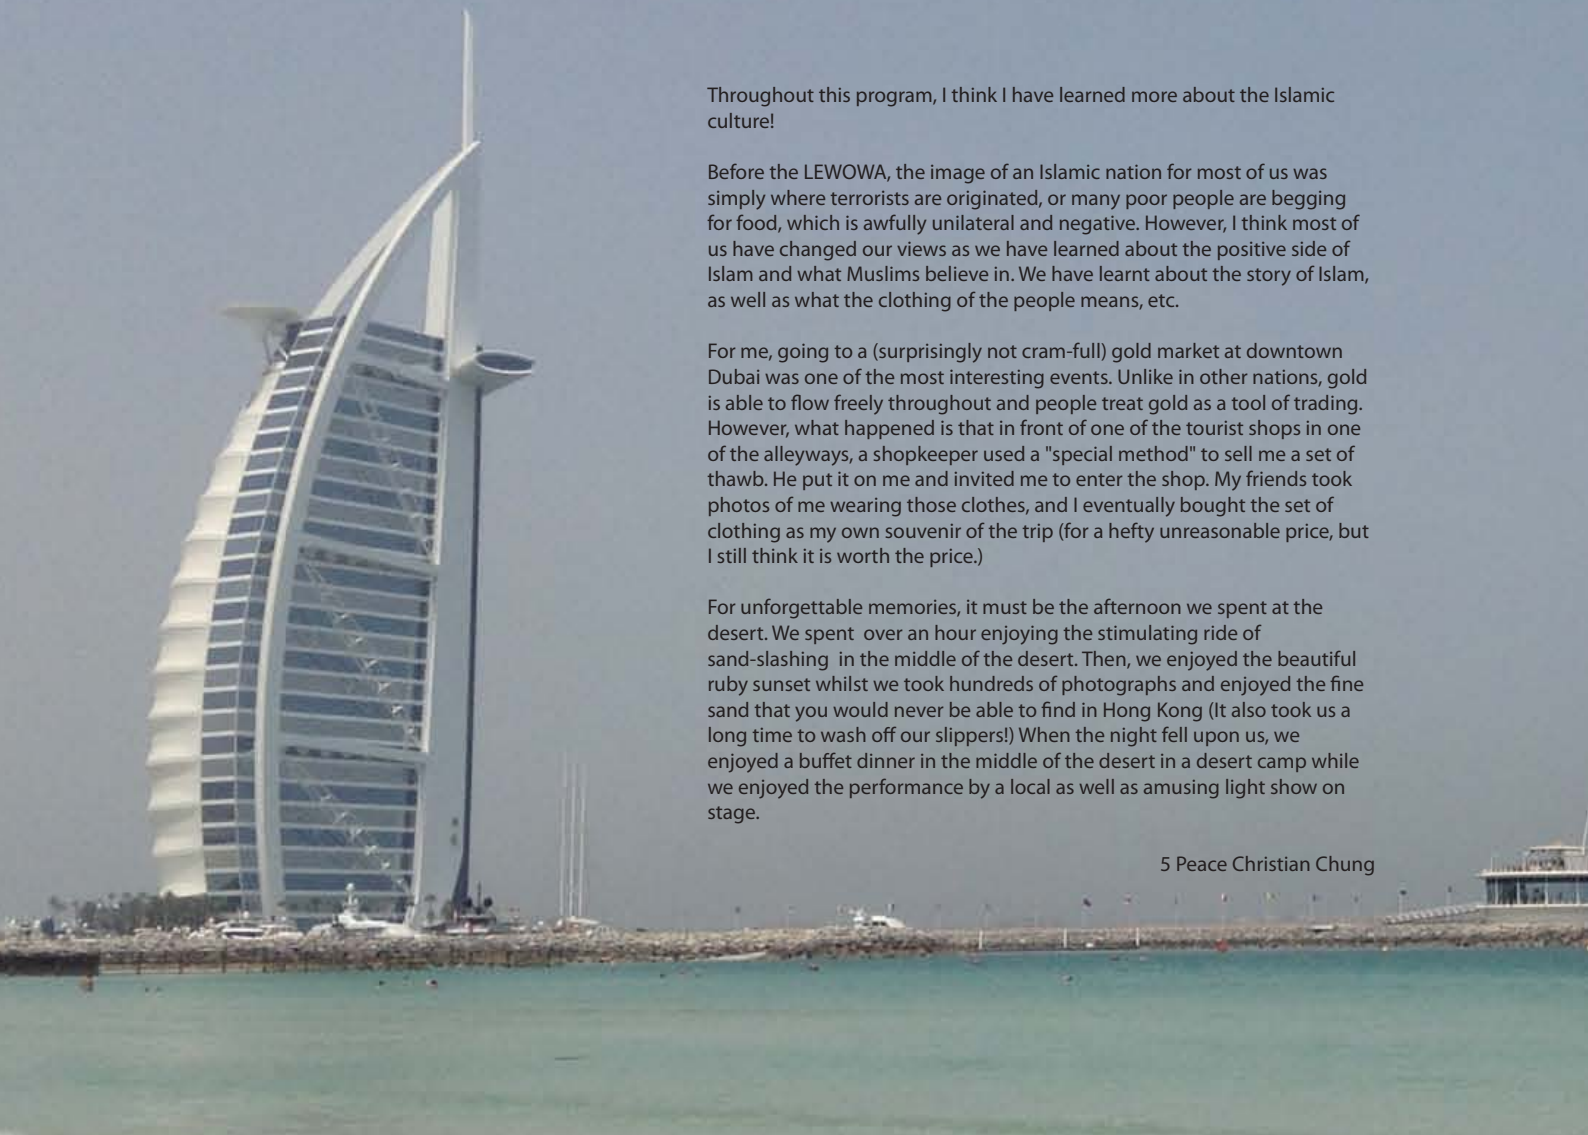 Throughout this program, I think I have learned more about the Islamic
culture!
Before the LEWOWA, the image of an Islamic nation for most of us was
simply where terrorists are originated, or many poor people are begging
for food, which is awfully unilateral and negative. However, I think most of
us have changed our views as we have learned about the positive side of
Islam and what Muslims believe in. We have learnt about the story of Islam,
as well as what the clothing of the people means, etc.
For me, going to a (surprisingly not cram-full) gold market at downtown
Dubai was one of the most interesting events. Unlike in other nations, gold
is able to flow freely throughout and people treat gold as a tool of trading.
However, what happened is that in front of one of the tourist shops in one
of the alleyways, a shopkeeper used a "special method" to sell me a set of
thawb. He put it on me and invited me to enter the shop. My friends took
photos of me wearing those clothes, and I eventually bought the set of
clothing as my own souvenir of the trip (for a hefty unreasonable price, but
I still think it is worth the price.)
For unforgettable memories, it must be the afternoon we spent at the
desert. We spent  over an hour enjoying the stimulating ride of
sand-slashing  in the middle of the desert. Then, we enjoyed the beautiful
ruby sunset whilst we took hundreds of photographs and enjoyed the fine
sand that you would never be able to find in Hong Kong (It also took us a
long time to wash off our slippers!) When the night fell upon us, we
enjoyed a buffet dinner in the middle of the desert in a desert camp while
we enjoyed the performance by a local as well as amusing light show on
stage.
5 Peace Christian Chung